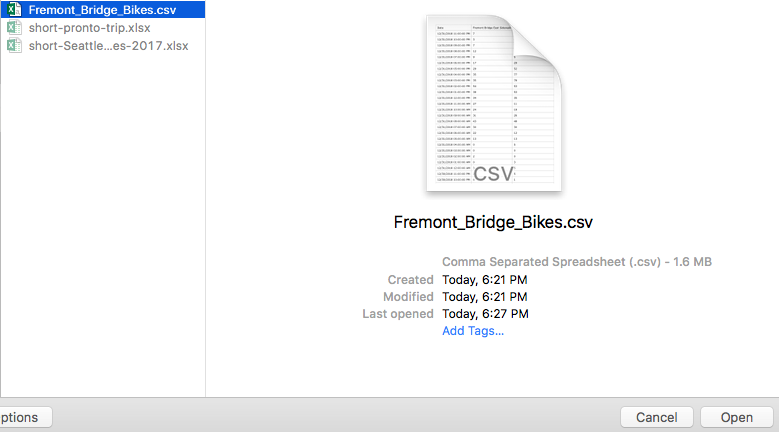 Fremont_Bridge_Bikes.csv
short-pronto-trip.xlsx
short-Seattle...es-2017.xlsx
CSV
Fremont_Bridge_Bikes.csv
Comma Separated Spreadsheet (.csv) - 1.6 MB
Created Today, 6:21 PM
Modified Today, 6:21 PM
Last opened Today, 6:27 PM
Add Tags...
ptions
Cancel
Open